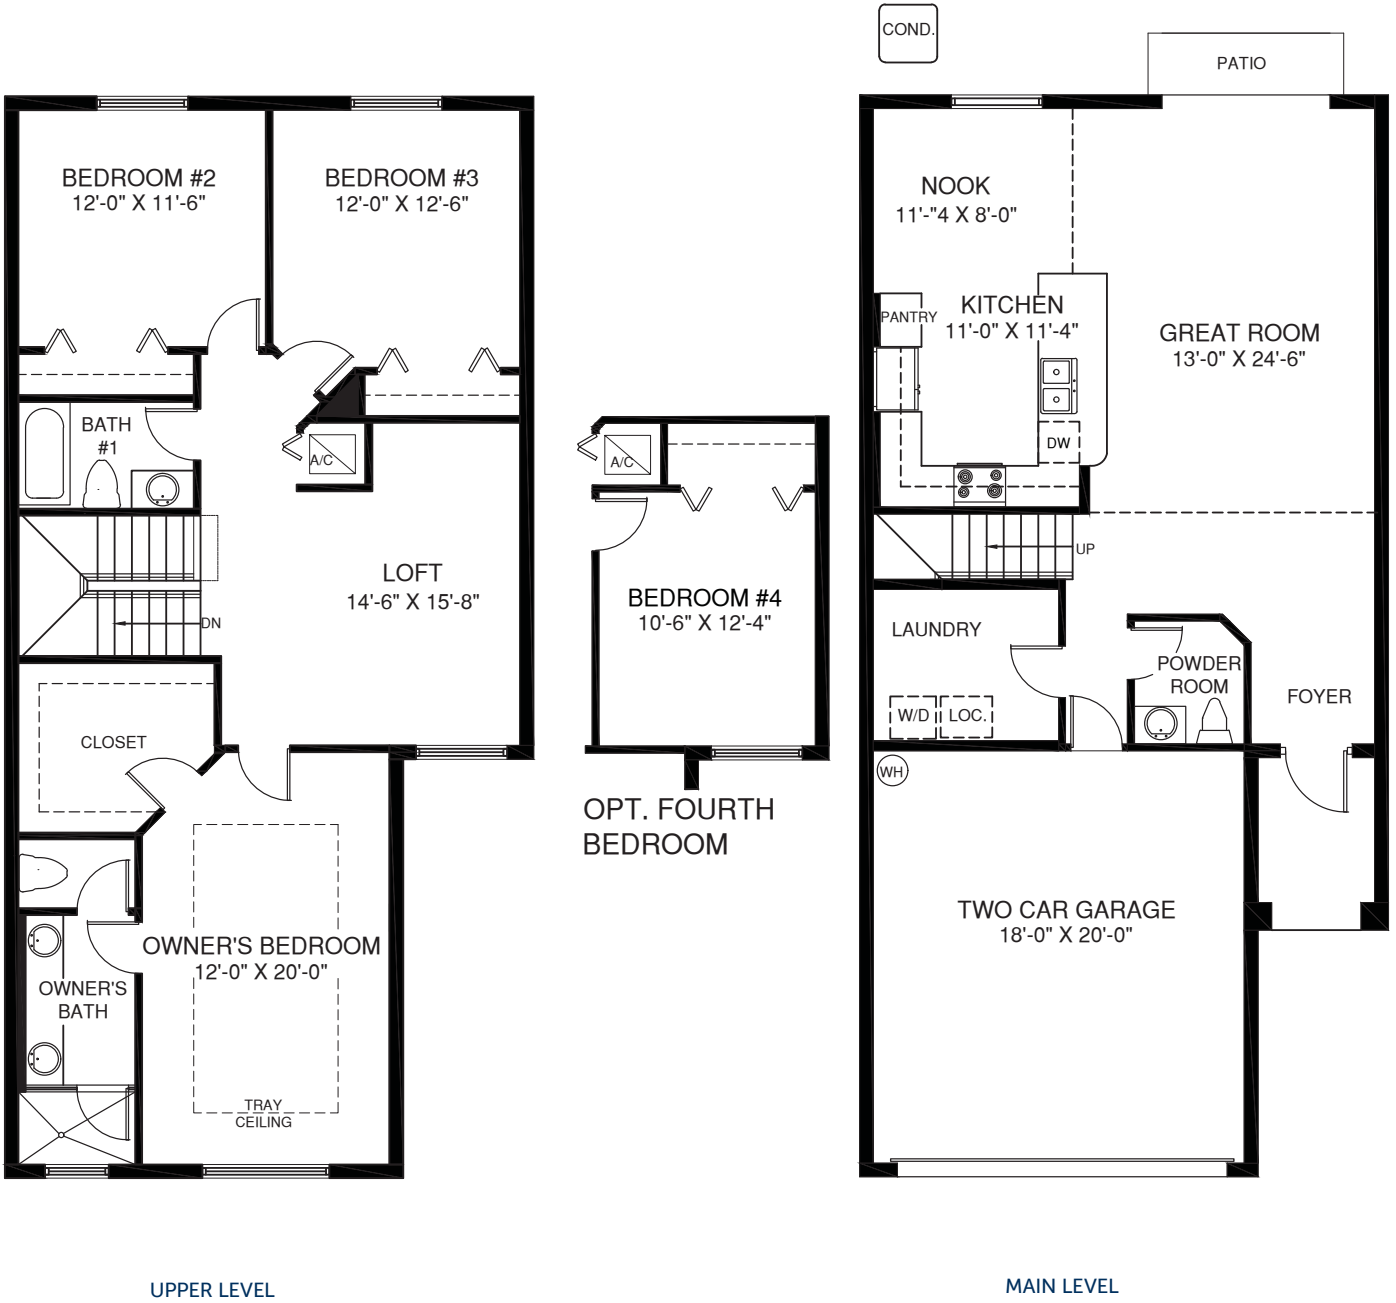 BEDROOM #2
12'-0" X 11'-6"
BEDROOM #3
12'-0" X 12'-6"
BATH
#1
A/C
LOFT
14'-6" X 15'-8"
DN
CLOSET
OWNER'S BEDROOM
12'-0" X 20'-0"
OWNER'S
BATH
TRAY
CEILING
UPPER LEVEL
A/C
BEDROOM #4
10'-6" X 12'-4"
OPT. FOURTH
BEDROOM
COND.
PATIO
NOOK
11'-"4 X 8'-0"
PANTRY
KITCHEN
11'-0" X 11'-4"
GREAT ROOM
13'-0" X 24'-6"
DW
UP
LAUNDRY
W/D
LOC.
POWDER
ROOM
FOYER
WH
TWO CAR GARAGE
18'-0" X 20'-0"
MAIN LEVEL